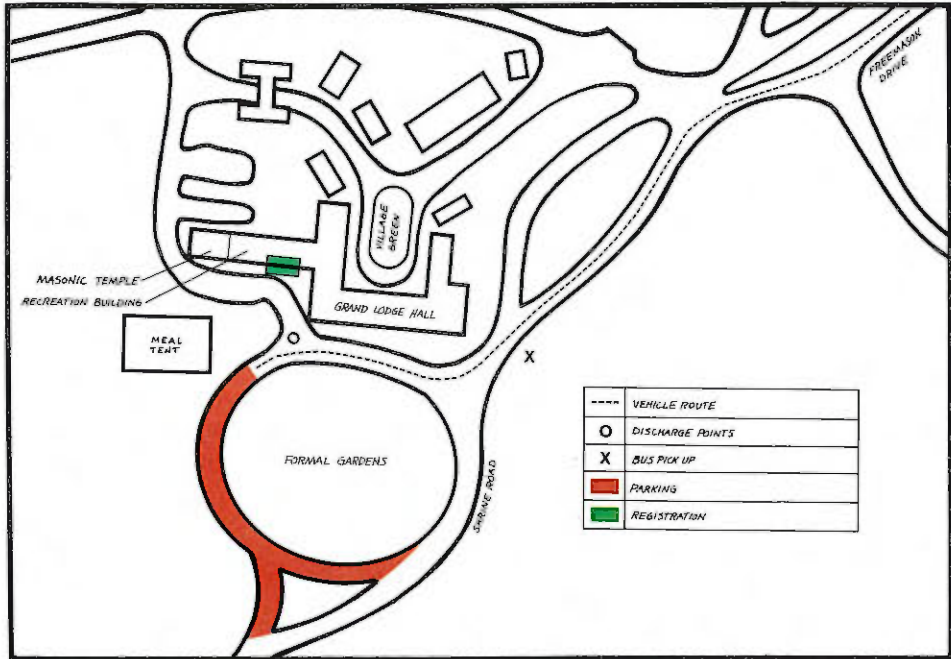 FREEMASON
DRIVE
VILLAGE
GREEN
MASONIC TEMPLE
RECREATION BUILDING
GRAND LODGE HALL
MEAL
TENT
X
FORMAL GARDENS
SHRINE ROAD
---- VEHICLE ROUTE
O DISCHARGE POINTS
X BUS PICK UP
PARKING
REGISTRATION